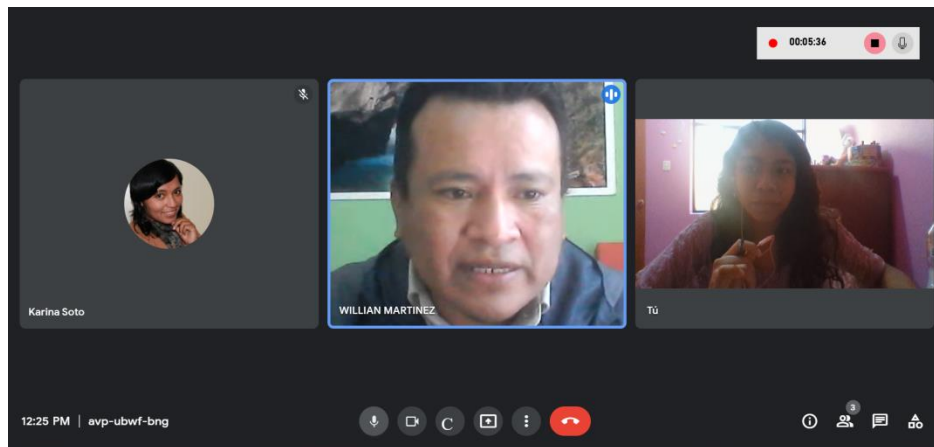 00:05:36
Karina Soto
WILLIAN MARTINEZ
Tú
12:25 PM | avp-ubwf-bng
C
3